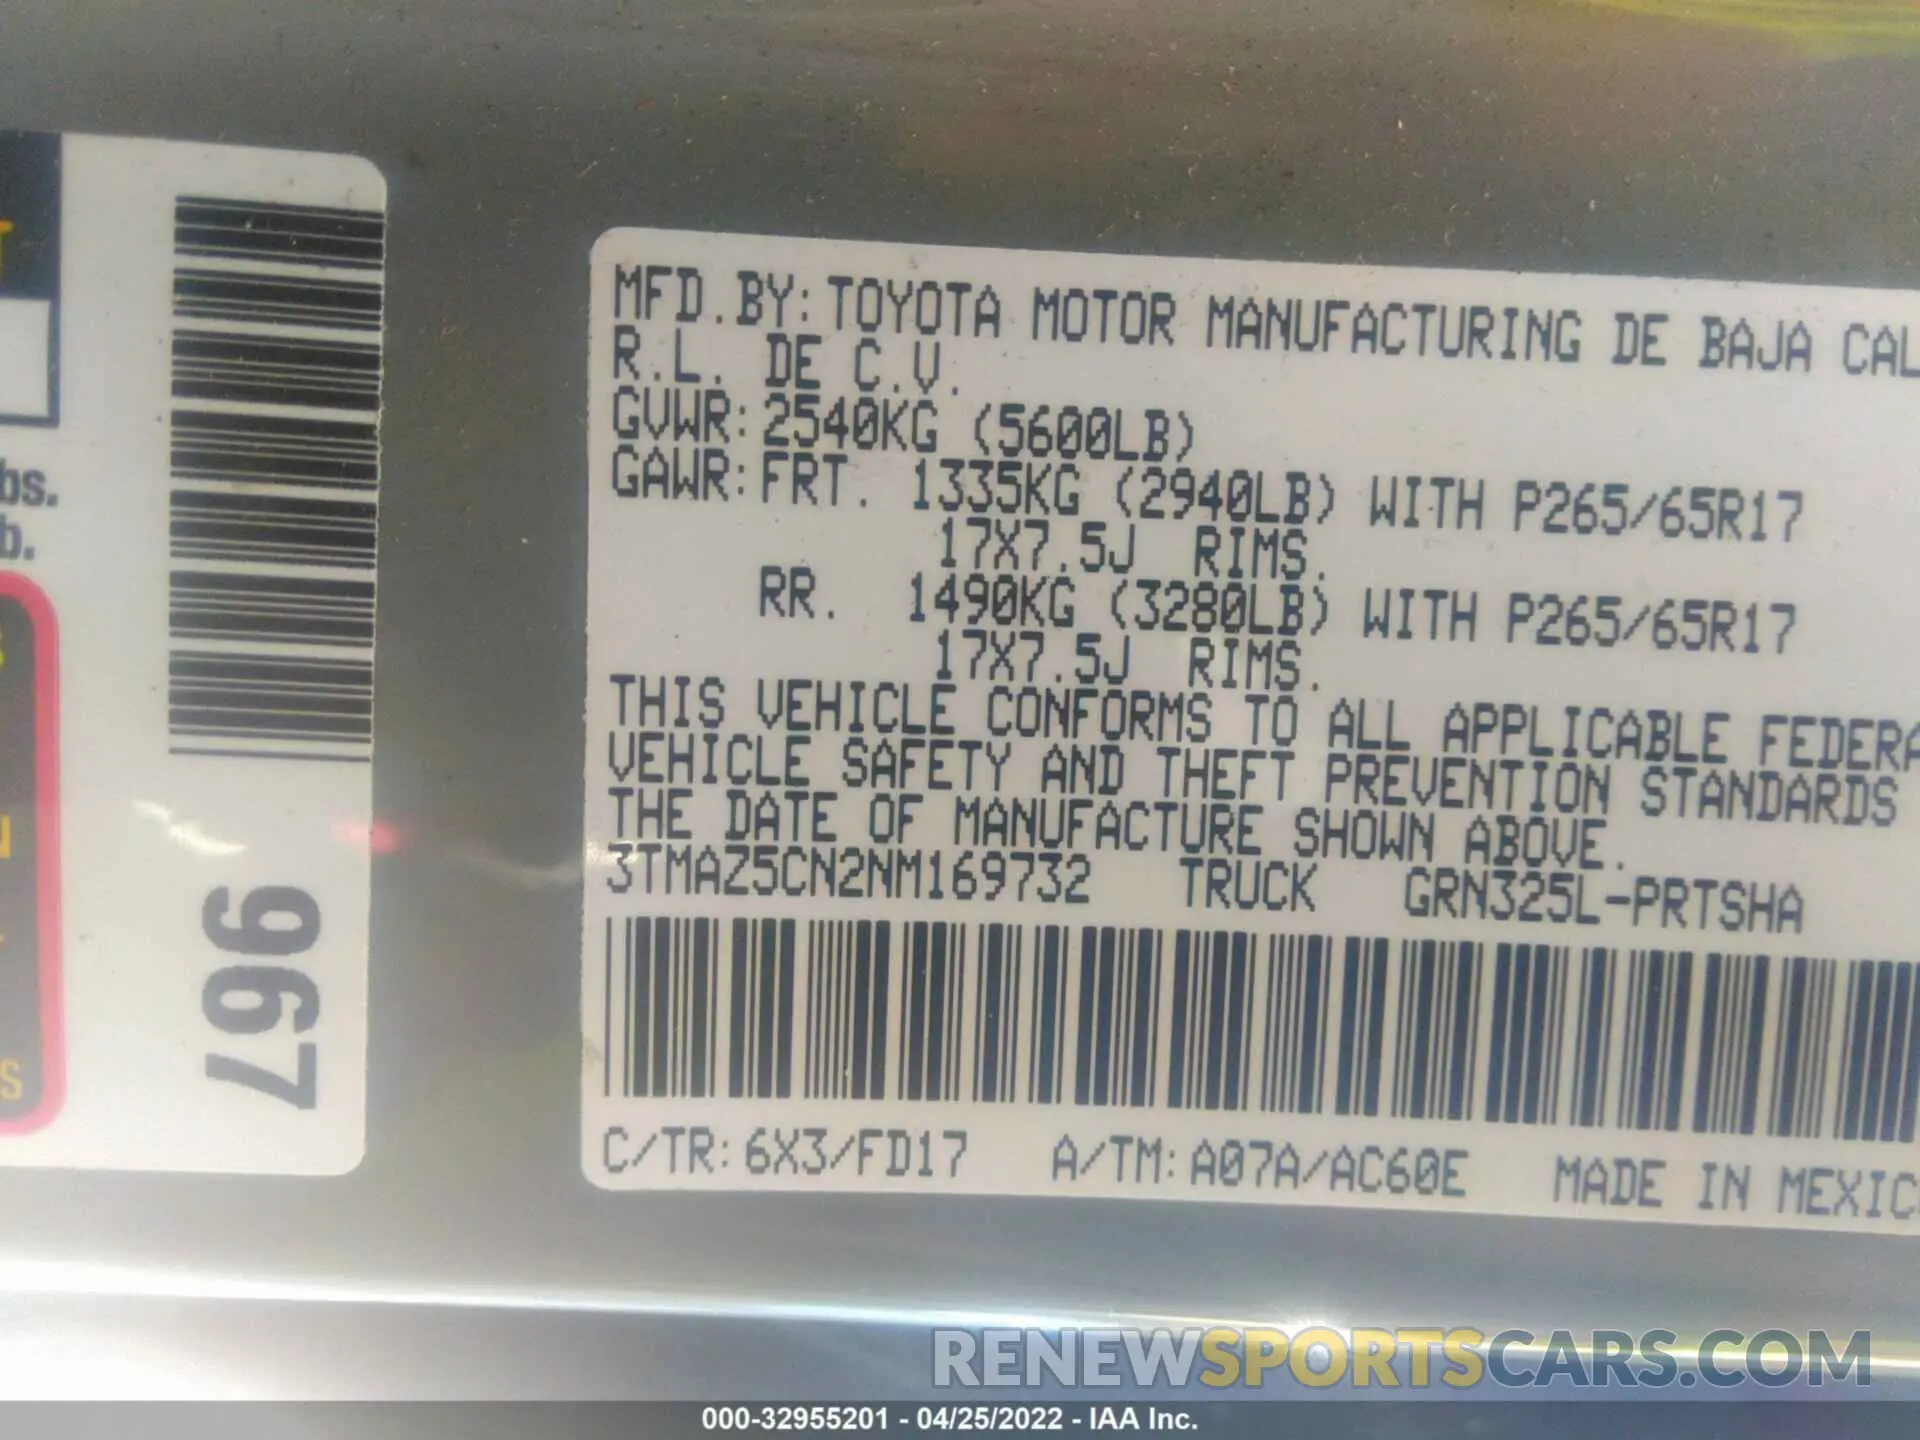 T
bs.
b.
S
N
S
967
MFD.BY:TOYOTA MOTOR MANUFACTURING DE BAJA CAL
R.L. DE C.V.
GVWR:2540KG (5600LB)
GAWR:FRT. 1335KG (2940LB) WITH P265/65R17
17X7.5J RIMS.
RR. 1490KG (3280LB) WITH P265/65R17
17X7.5J RIMS.
THIS VEHICLE CONFORMS TO ALL APPLICABLE FEDERA
VEHICLE SAFETY AND THEFT PREVENTION STANDARDS
THE DATE OF MANUFACTURE SHOWN ABOVE.
3TMAZ5CN2NM169732 TRUCK GRN325L-PRTSHA
C/TR:6X3/FD17 A/TM:A07A/AC60E MADE IN MEXIC
RENEWSPORTSCARS.COM
000-32955201 - 04/25/2022 - IAA Inc.